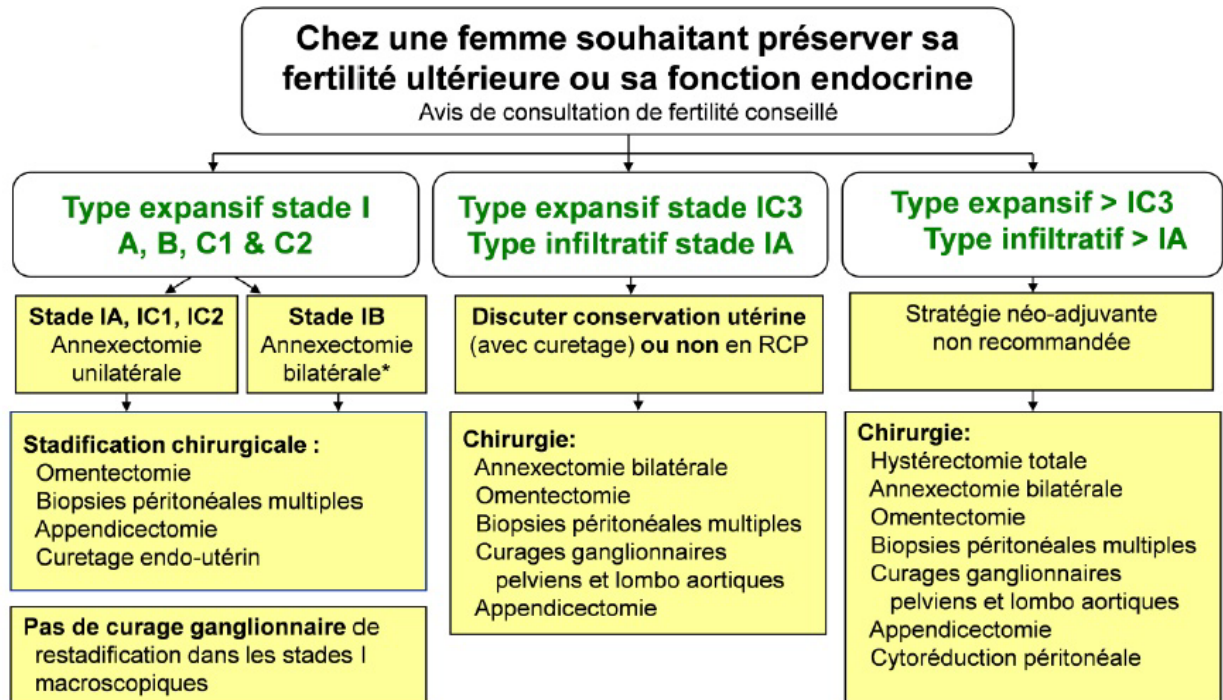 Chez une femme souhaitant préserver sa
fertilité ultérieure ou sa fonction endocrine
Avis de consultation de fertilité conseillé
Type expansif stade I
A, B, C1 & C2
Stade IA, IC1, IC2
Annexectomie
unilatérale
Stade IB
Annexectomie
bilatérale*
Stadification chirurgicale :
Omentectomie
Biopsies péritonéales multiples
Appendicectomie
Curetage endo-utérin
Pas de curage ganglionnaire de
restadification dans les stades I
macroscopiques
Type expansif stade IC3
Type infiltratif stade IA
Discuter conservation utérine
(avec curetage) ou non en RCP
Chirurgie:
Annexectomie bilatérale
Omentectomie
Biopsies péritonéales multiples
Curages ganglionnaires
pelviens et lombo aortiques
Appendicectomie
Type expansif > IC3
Type infiltratif > IA
Stratégie néo-adjuvante
non recommandée
Chirurgie:
Hystérectomie totale
Annexectomie bilatérale
Omentectomie
Biopsies péritonéales multiples
Curages ganglionnaires
pelviens et lombo aortiques
Appendicectomie
Cytoréduction péritonéale